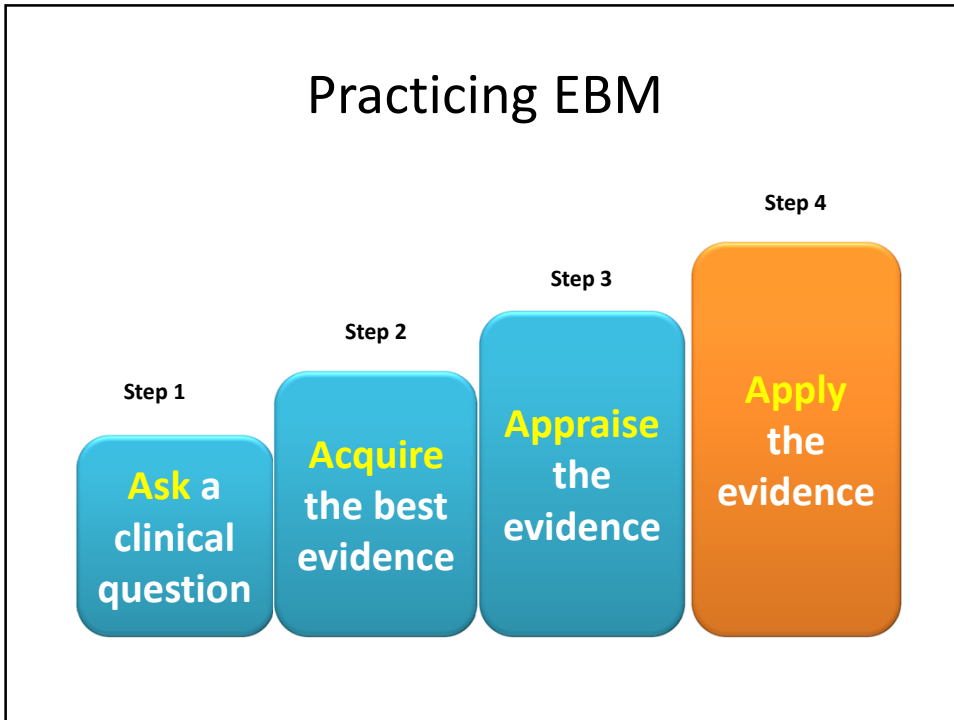 Practicing EBM
Step 1
Ask a
clinical
question
Step 2
Acquire
the best
evidence
Step 3
Appraise
the
evidence
Step 4
Apply
the
evidence